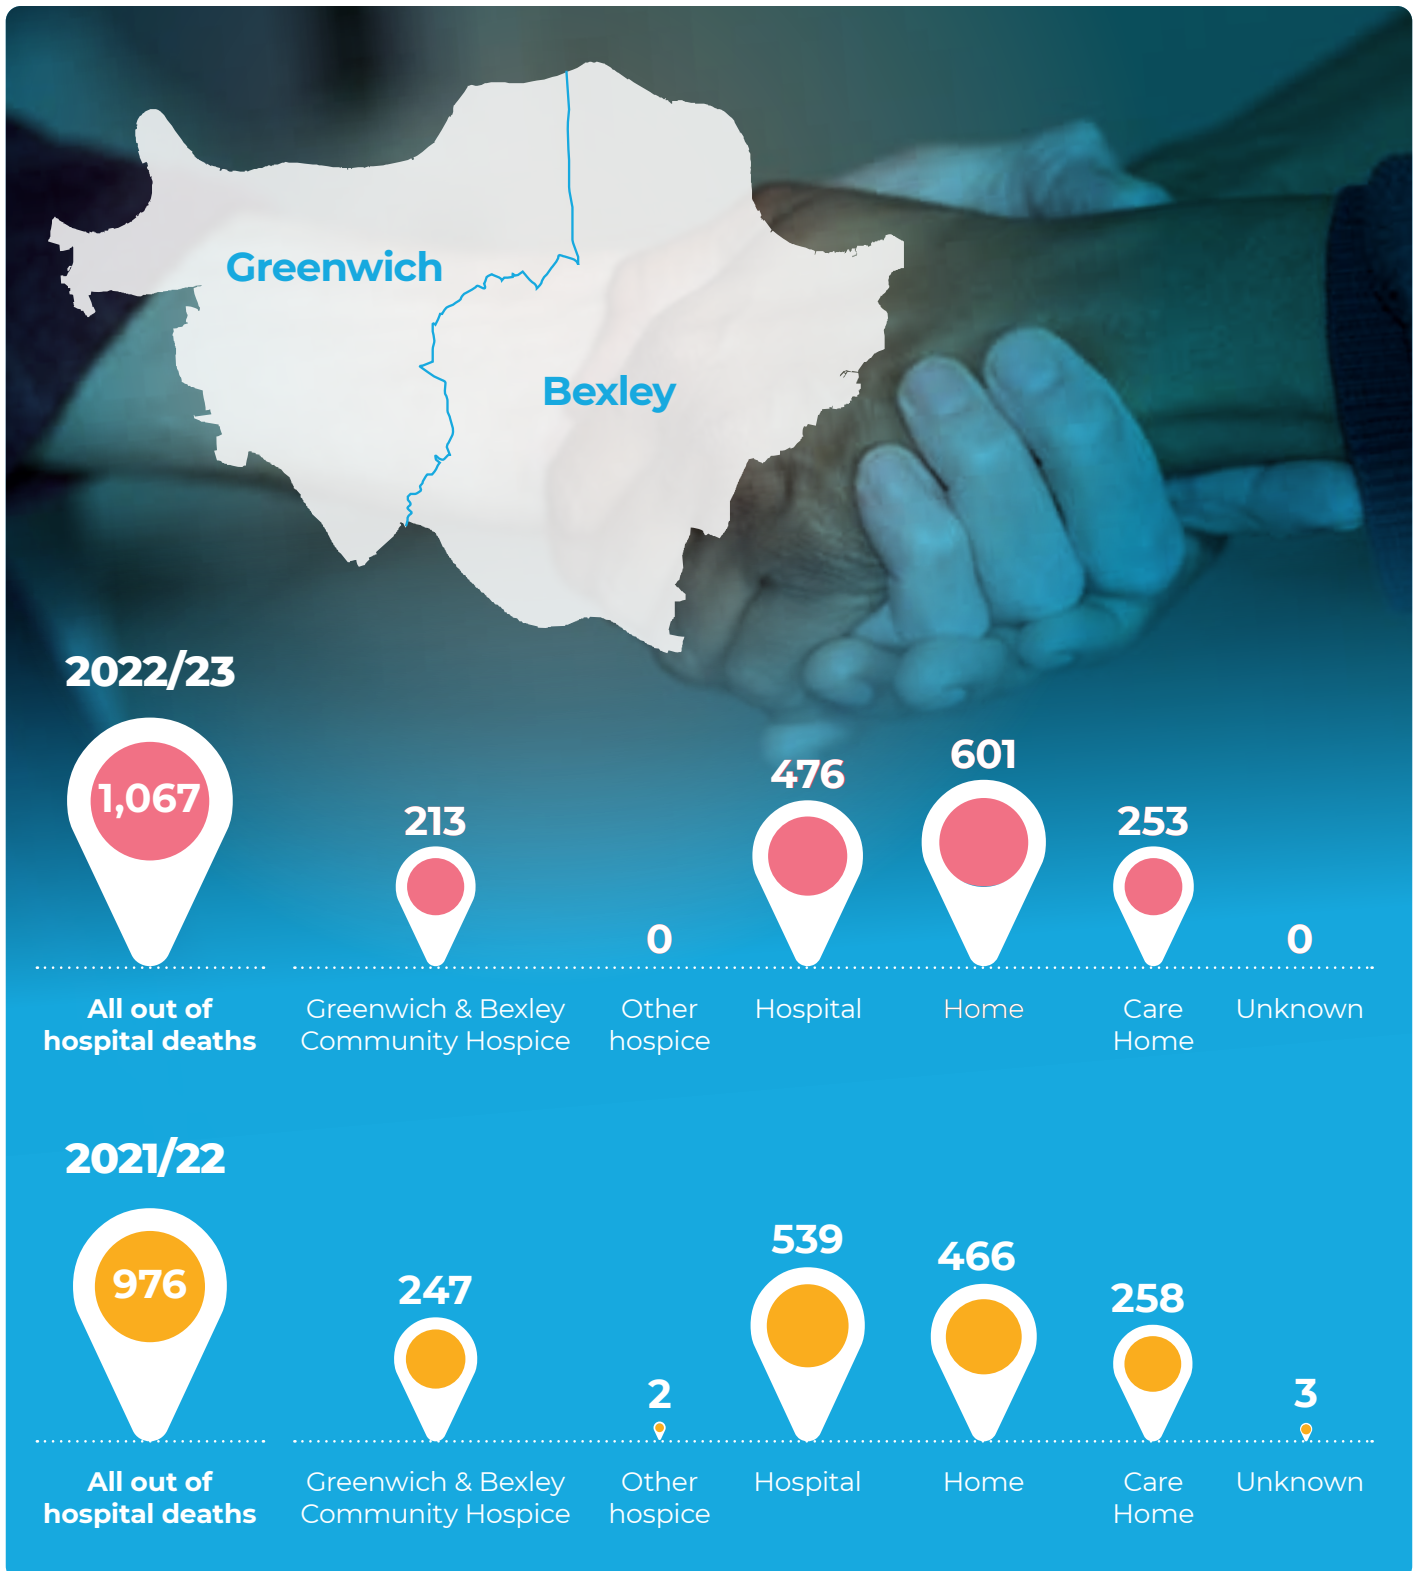 Greenwich
Bexley
2022/23
1,067
213
0
476
601
253
0
All out of
hospital deaths
Greenwich & Bexley
Community Hospice
Other
hospice
Hospital
Home
Care
Home
Unknown
2021/22
976
247
2
539
466
258
3
All out of
hospital deaths
Greenwich & Bexley
Community Hospice
Other
hospice
Hospital
Home
Care
Home
Unknown